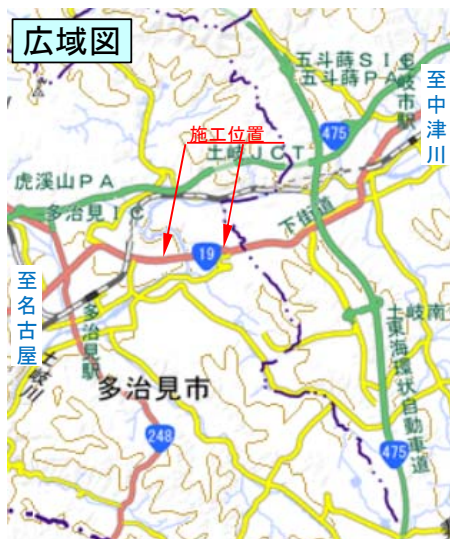 広域図
五斗蒔SIC
五斗蒔PA
土岐市駅
至中津川
475
施工位置
土岐JCT
虎渓山PA
多治見IC
下街道
19
至名古屋
多治見駅
土岐川
土岐南
多治見市
東海環状自動車道
248
475